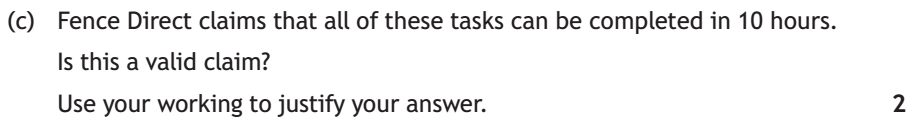 (c) Fence Direct claims that all of these tasks can be completed in 10 hours.
Is this a valid claim?
Use your working to justify your answer. 2